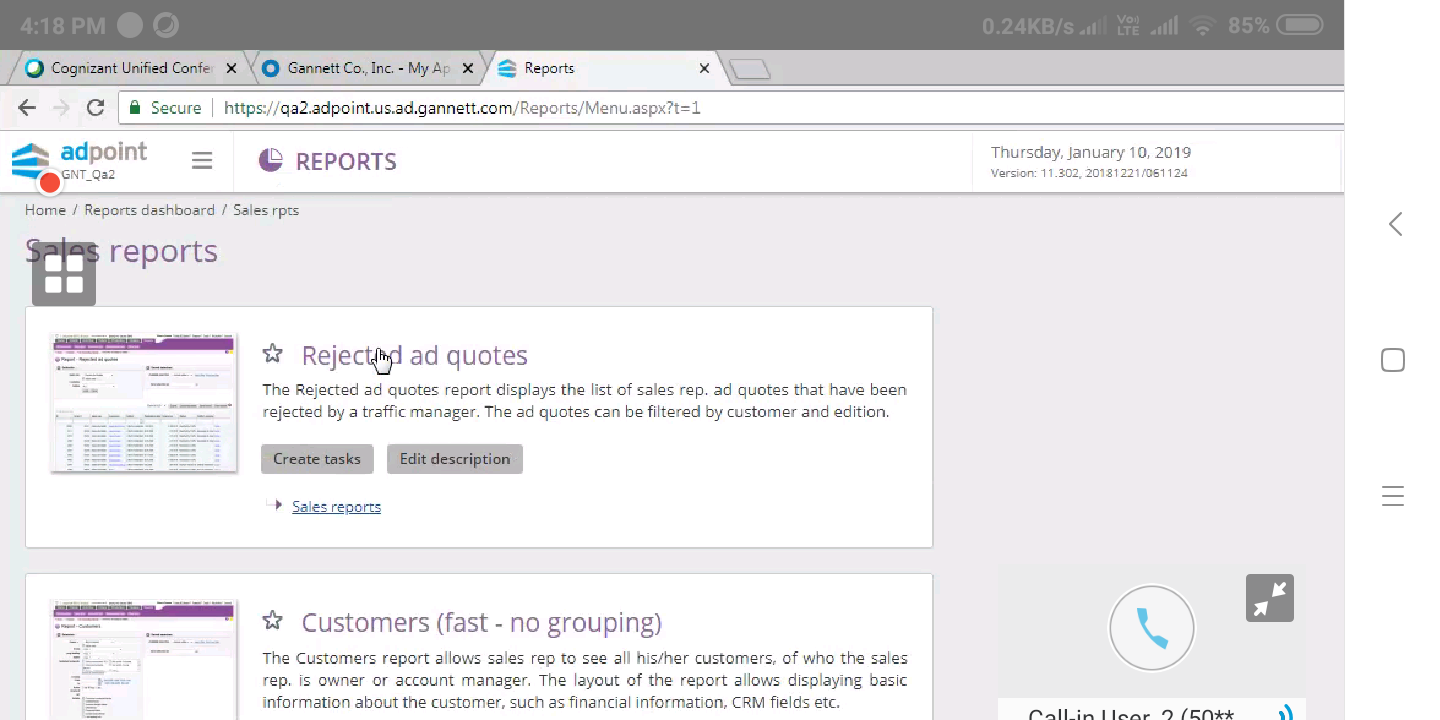 4:18 PM
0.24KB/s
Vo) LTE
85%
Cognizant Unified Confe
Gannett Co., Inc. - My Ap
Reports
Secure
https://qa2.adpoint.us.ad.gannett.com/Reports/Menu.aspx?t=1
adpoint
GNT_Qa2
REPORTS
Thursday, January 10, 2019
Version: 11.302, 20181221/061124
Home / Reports dashboard / Sales rpts
Sales reports
Rejected ad quotes
The Rejected ad quotes report displays the list of sales rep. ad quotes that have been
rejected by a traffic manager. The ad quotes can be filtered by customer and edition.
Create tasks
Edit description
Sales reports
Customers (fast - no grouping)
The Customers report allows sales rep to see all his/her customers, of who the sales
rep. is owner or account manager. The layout of the report allows displaying basic
information about the customer, such as financial information, CRM fields etc.
Call-in User_2 (50**